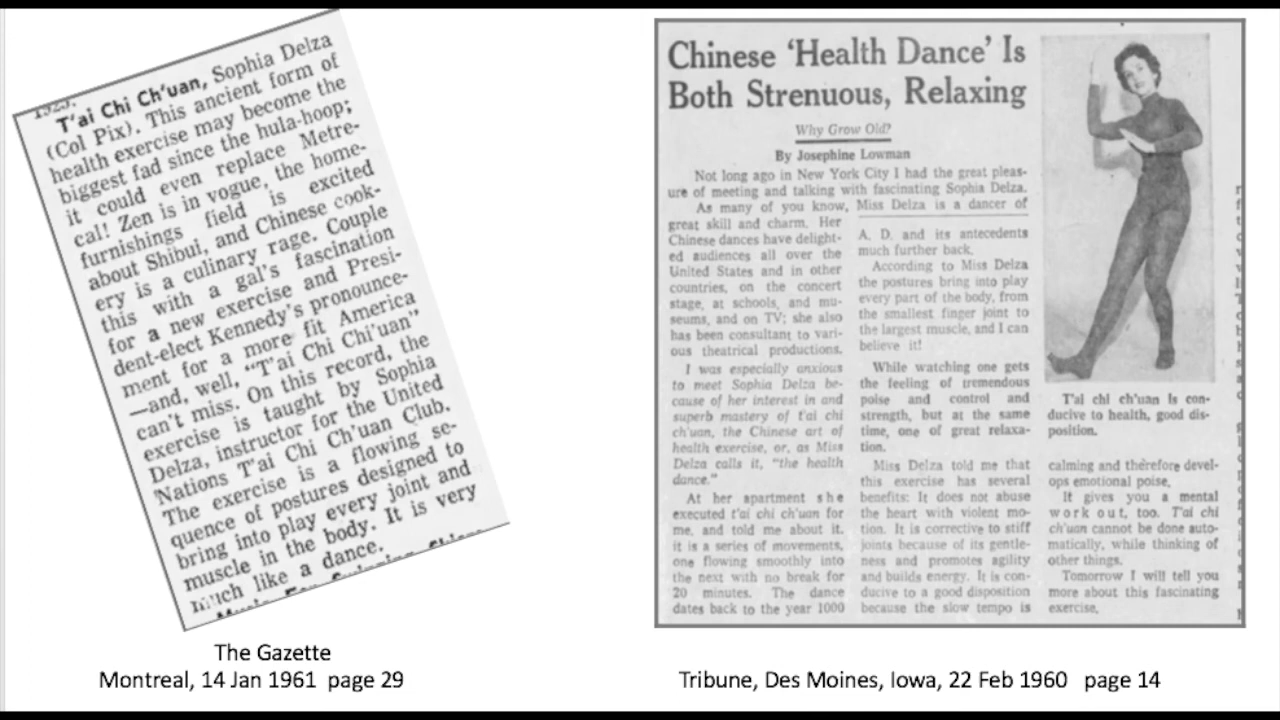 1925.
T'ai Chi Ch'uan, Sophia Delza
(Col Pix). This ancient form of
health exercise may become the
biggest fad since the hula-hoop;
it could even replace Metre-
cal! Zen is in vogue, the home-
furnishings field is excited
about Shibui, and Chinese cook-
ery is a culinary rage. Couple
this with a gal's fascination
for a new exercise and Presi-
dent-elect Kennedy's pronounce-
ment for a more fit America
—and, well, "T'ai Chi Chi'uan"
can't miss. On this record, the
exercise is taught by Sophia
Delza, instructor for the United
Nations T'ai Chi Ch'uan Club.
The exercise is a flowing se-
quence of postures designed to
bring into play every joint and
muscle in the body. It is very
much like a dance.
The Gazette
Montreal, 14 Jan 1961 page 29
Chinese 'Health Dance' Is
Both Strenuous, Relaxing
Why Grow Old?
By Josephine Lowman
Not long ago in New York City I had the great pleas-
ure of meeting and talking with fascinating Sophia Delza.
As many of you know, Miss Delza is a dancer of
great skill and charm. Her
Chinese dances have delight-
ed audiences all over the
United States and in other
countries, on the concert
stage, at schools, and mu-
seums, and on TV; she also
has been consultant to vari-
ous theatrical productions.
I was especially anxious
to meet Sophia Delza be-
cause of her interest in and
superb mastery of t'ai chi
ch'uan, the Chinese art of
health exercise, or, as Miss
Delza calls it, "the health
dance."
At her apartment she
executed t'ai chi ch'uan for
me, and told me about it.
it is a series of movements,
one flowing smoothly into
the next with no break for
20 minutes. The dance
dates back to the year 1000
A. D. and its antecedents
much further back.
According to Miss Delza
the postures bring into play
every part of the body, from
the smallest finger joint to
the largest muscle, and I can
believe it!
While watching one gets
the feeling of tremendous
poise and control and
strength, but at the same
time, one of great relaxa-
tion.
Miss Delza told me that
this exercise has several
benefits: It does not abuse
the heart with violent mo-
tion. It is corrective to stiff
joints because of its gentle-
ness and promotes agility
and builds energy. It is con-
ducive to a good disposition
because the slow tempo is
T'ai chi ch'uan is con-
ducive to health, good dis-
position.
calming and therefore devel-
ops emotional poise.
It gives you a mental
work out, too. T'ai chi
ch'uan cannot be done auto-
matically, while thinking of
other things.
Tomorrow I will tell you
more about this fascinating
exercise.
Tribune, Des Moines, Iowa, 22 Feb 1960 page 14